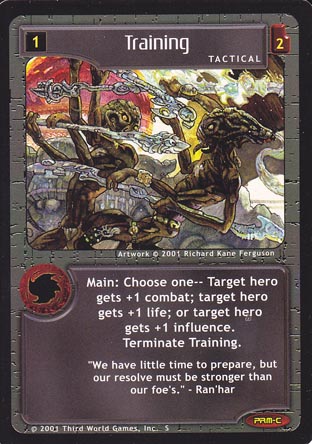 1
Training
2
TACTICAL
Artwork © 2001 Richard Kane Ferguson
Main: Choose one-- Target hero
gets +1 combat; target hero
gets +1 life; or target hero
gets +1 influence.
Terminate Training.
"We have little time to prepare, but
our resolve must be stronger than
our foe's." - Ran'har
© 2001 Third World Games, Inc. S
PRM-C